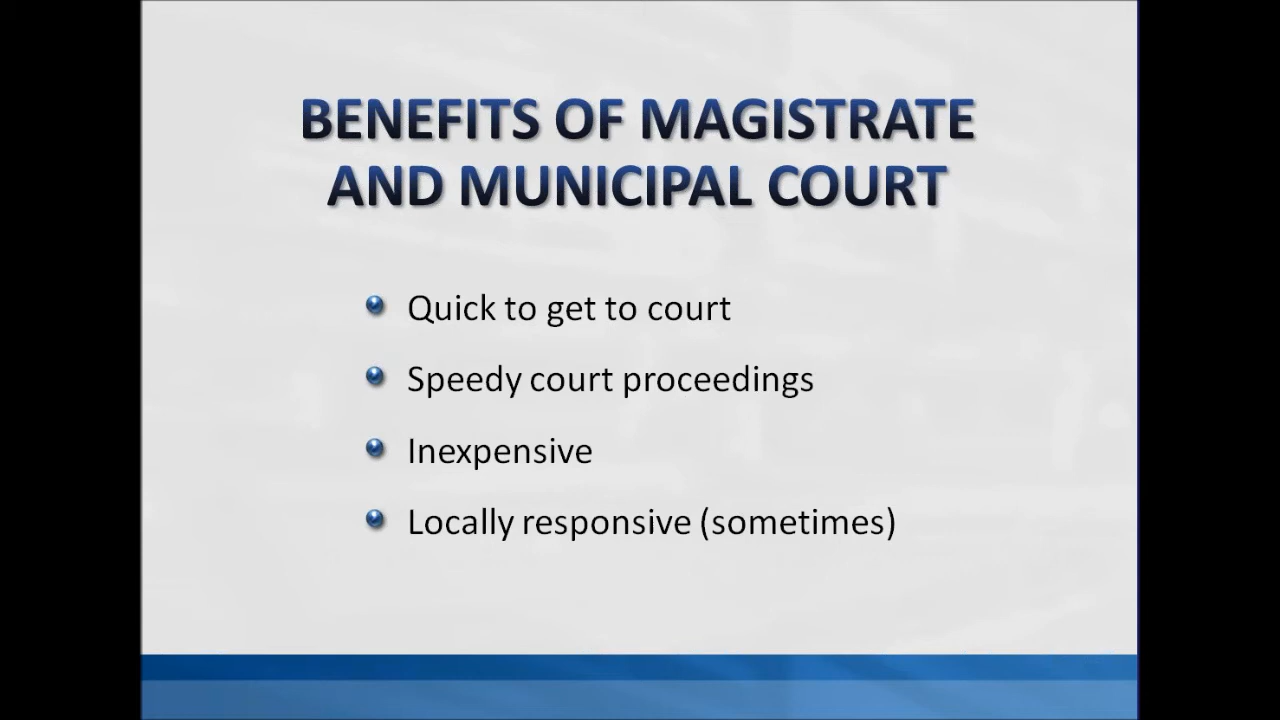 BENEFITS OF MAGISTRATE
AND MUNICIPAL COURT
Quick to get to court
Speedy court proceedings
Inexpensive
Locally responsive (sometimes)